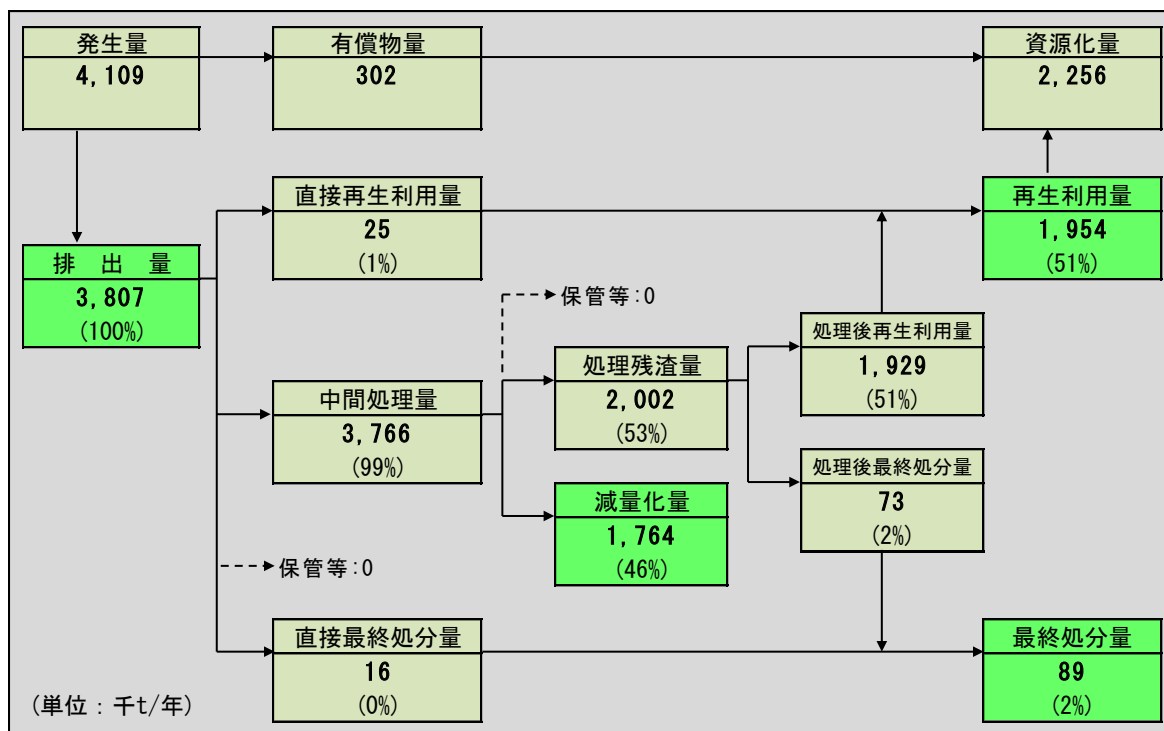 発生量
4,109
有償物量
302
資源化量
2,256
直接再生利用量
25
(1%)
再生利用量
1,954
(51%)
排 出 量
3,807
(100%)
保管等:0
処理後再生利用量
1,929
(51%)
処理残渣量
2,002
(53%)
中間処理量
3,766
(99%)
処理後最終処分量
73
(2%)
減量化量
1,764
(46%)
保管等:0
直接最終処分量
16
(0%)
最終処分量
89
(2%)
(単位：千t/年)